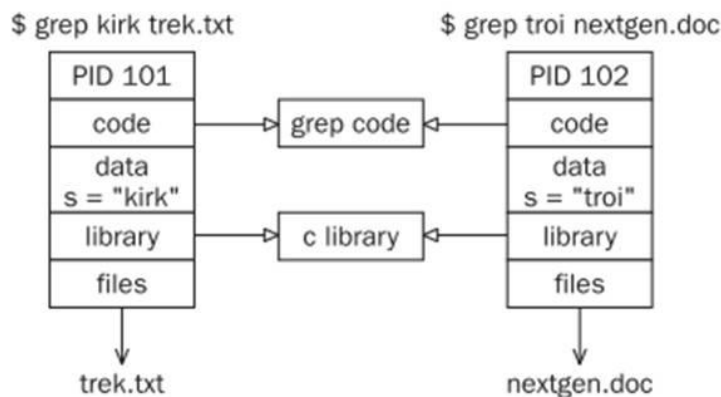 $ grep kirk trek.txt
$ grep troi nextgen.doc
PID 101
code
data
s = "kirk"
library
files
trek.txt
grep code
c library
PID 102
code
data
s = "troi"
library
files
nextgen.doc